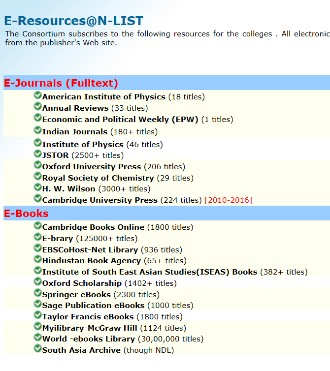 E-Resources@N-LIST
The Consortium subscribes to the following resources for the colleges . All electronic
from the publisher's Web site.
E-Journals (Fulltext)
American Institute of Physics (18 titles)
Annual Reviews (33 titles)
Economic and Political Weekly (EPW) (1 titles)
Indian Journals (180+ titles)
Institute of Physics (46 titles)
JSTOR (2500+ titles)
Oxford University Press (206 titles)
Royal Society of Chemistry (29 titles)
H. W. Wilson (3000+ titles)
Cambridge University Press (224 titles) [2010-2016]
E-Books
Cambridge Books Online (1800 titles)
E-brary (125000+ titles)
EBSCoHost-Net Library (936 titles)
Hindustan Book Agency (65+ titles)
Institute of South East Asian Studies(ISEAS) Books (382+ titles)
Oxford Scholarship (1402+ titles)
Springer eBooks (2300 titles)
Sage Publication eBooks (1000 titles)
Taylor Francis eBooks (1800 titles)
Myilibrary-McGraw Hill (1124 titles)
World -ebooks Library (30,00,000 titles)
South Asia Archive (though NDL)